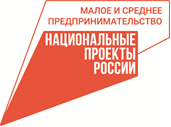 МАЛОЕ И СРЕДНЕЕ
ПРЕДПРИНИМАТЕЛЬСТВО
НАЦИОНАЛЬНЫЕ
ПРОЕКТЫ
РОССИИ